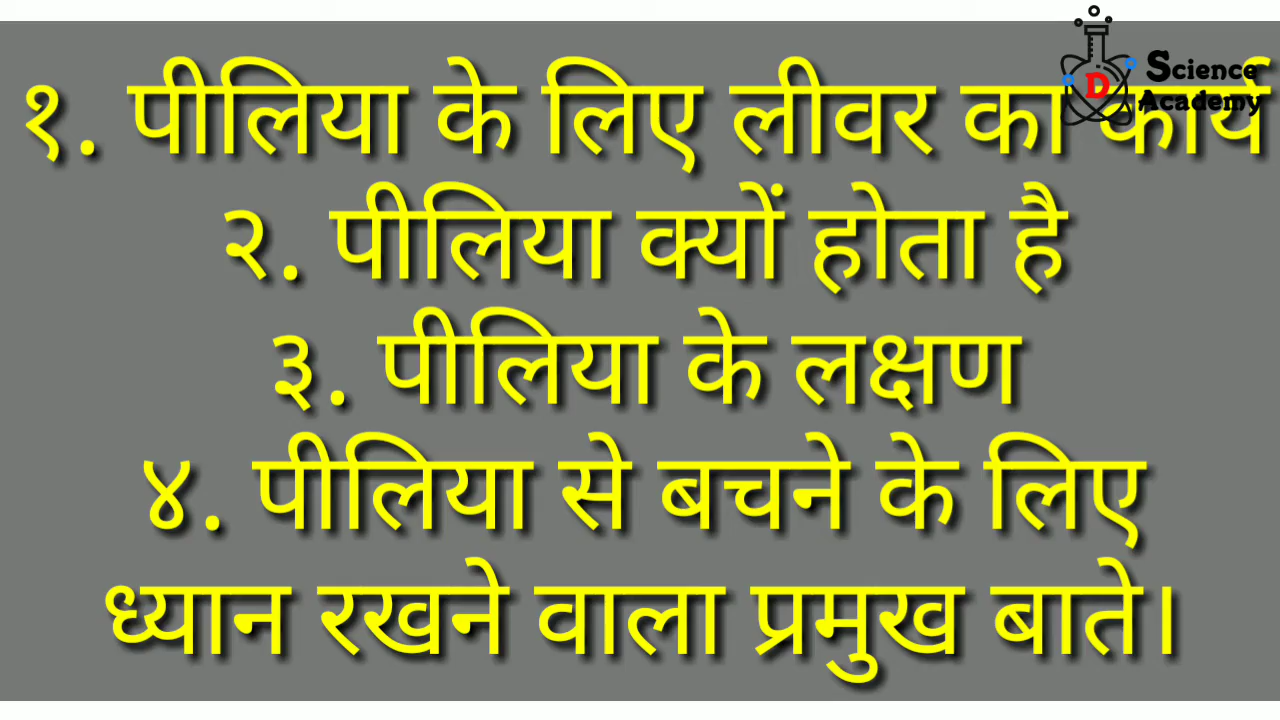 १. पीलिया के लिए लीवर का कार्य
२. पीलिया क्यों होता है
३. पीलिया के लक्षण
४. पीलिया से बचने के लिए
ध्यान रखने वाला प्रमुख बाते।
D Science
Academy